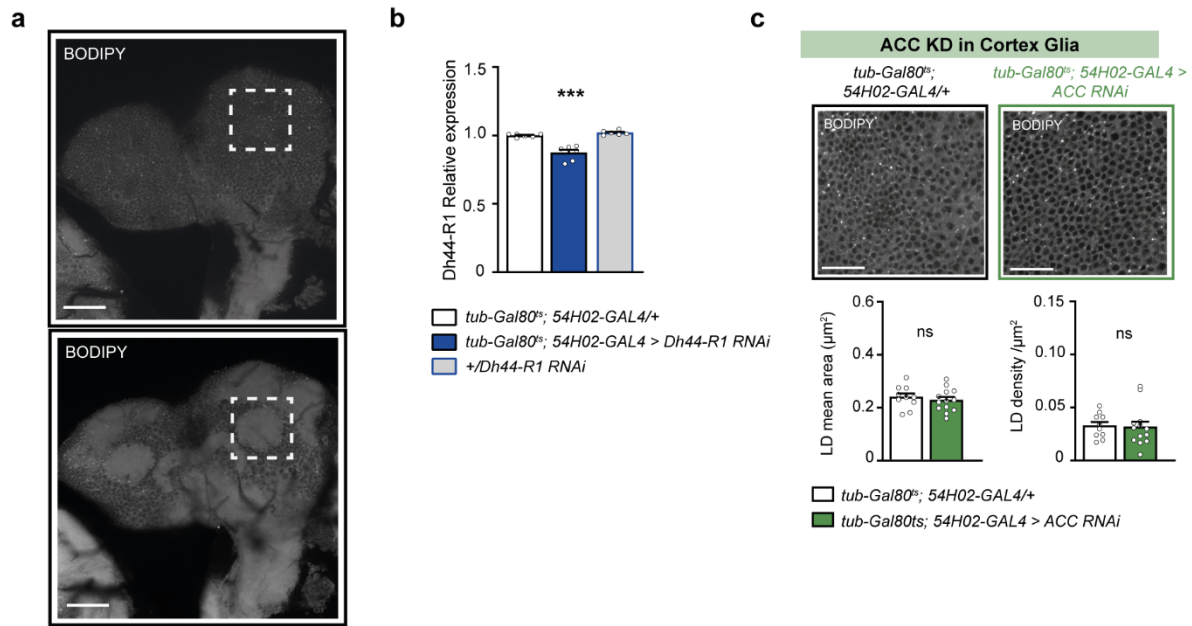 a
BODIPY
BODIPY
b
Dh44-R1 Relative expression
1.5
1.0
0.5
0
***
tub-Gal80ᵗˢ; 54H02-GAL4/+
tub-Gal80ᵗˢ; 54H02-GAL4 > Dh44-R1 RNAi
+/Dh44-R1 RNAi
c
ACC KD in Cortex Glia
tub-Gal80ᵗˢ;
54H02-GAL4/+
tub-Gal80ᵗˢ; 54H02-GAL4 >
ACC RNAi
BODIPY
BODIPY
LD mean area (µm²)
0.6
0.4
0.2
0
ns
LD density /µm²
0.15
0.10
0.05
0
ns
tub-Gal80ᵗˢ; 54H02-GAL4/+
tub-Gal80ts; 54H02-GAL4 > ACC RNAi